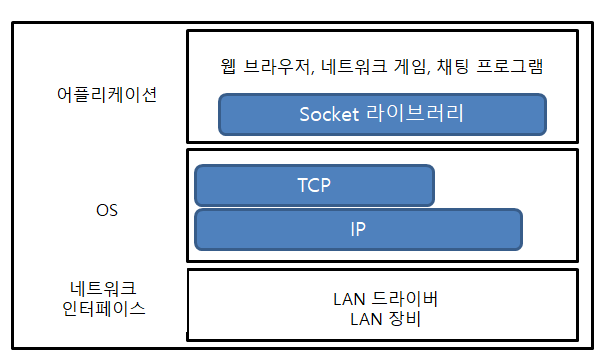 어플리케이션
웹 브라우저, 네트워크 게임, 채팅 프로그램
Socket 라이브러리
OS
TCP
IP
네트워크
인터페이스
LAN 드라이버
LAN 장비